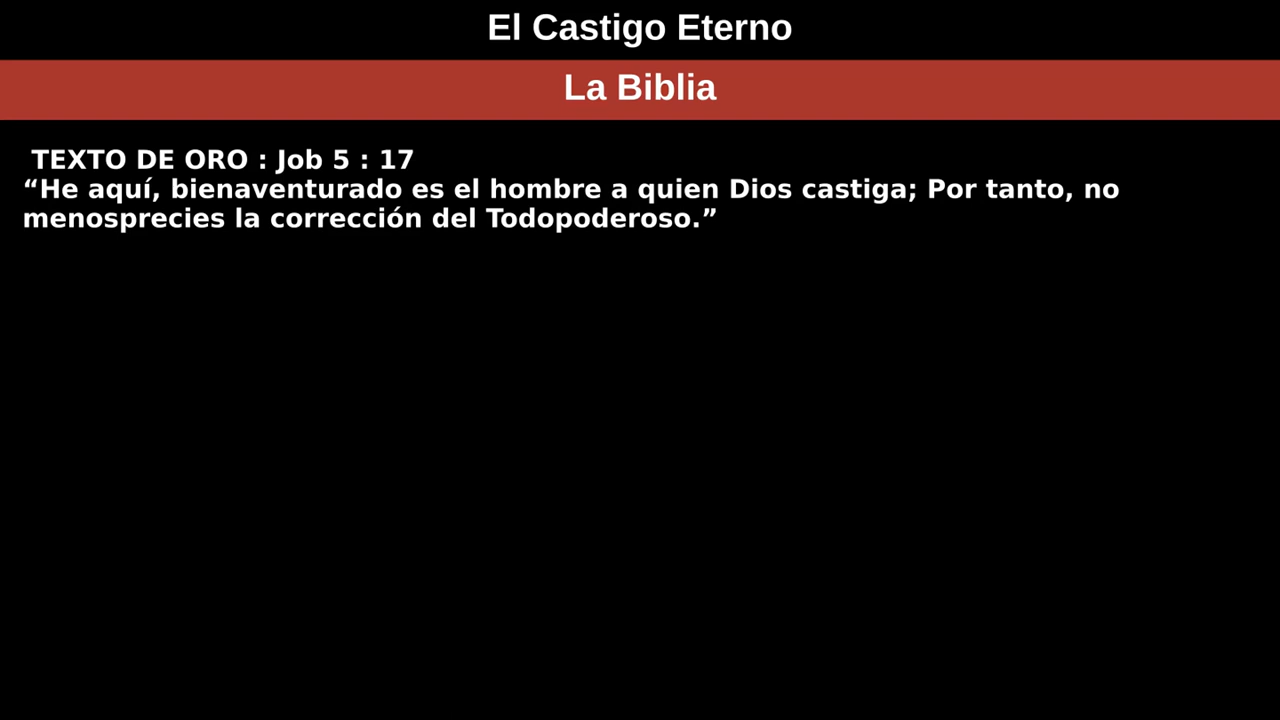 El Castigo Eterno
La Biblia
TEXTO DE ORO : Job 5 : 17
“He aquí, bienaventurado es el hombre a quien Dios castiga; Por tanto, no
menosprecies la corrección del Todopoderoso.”